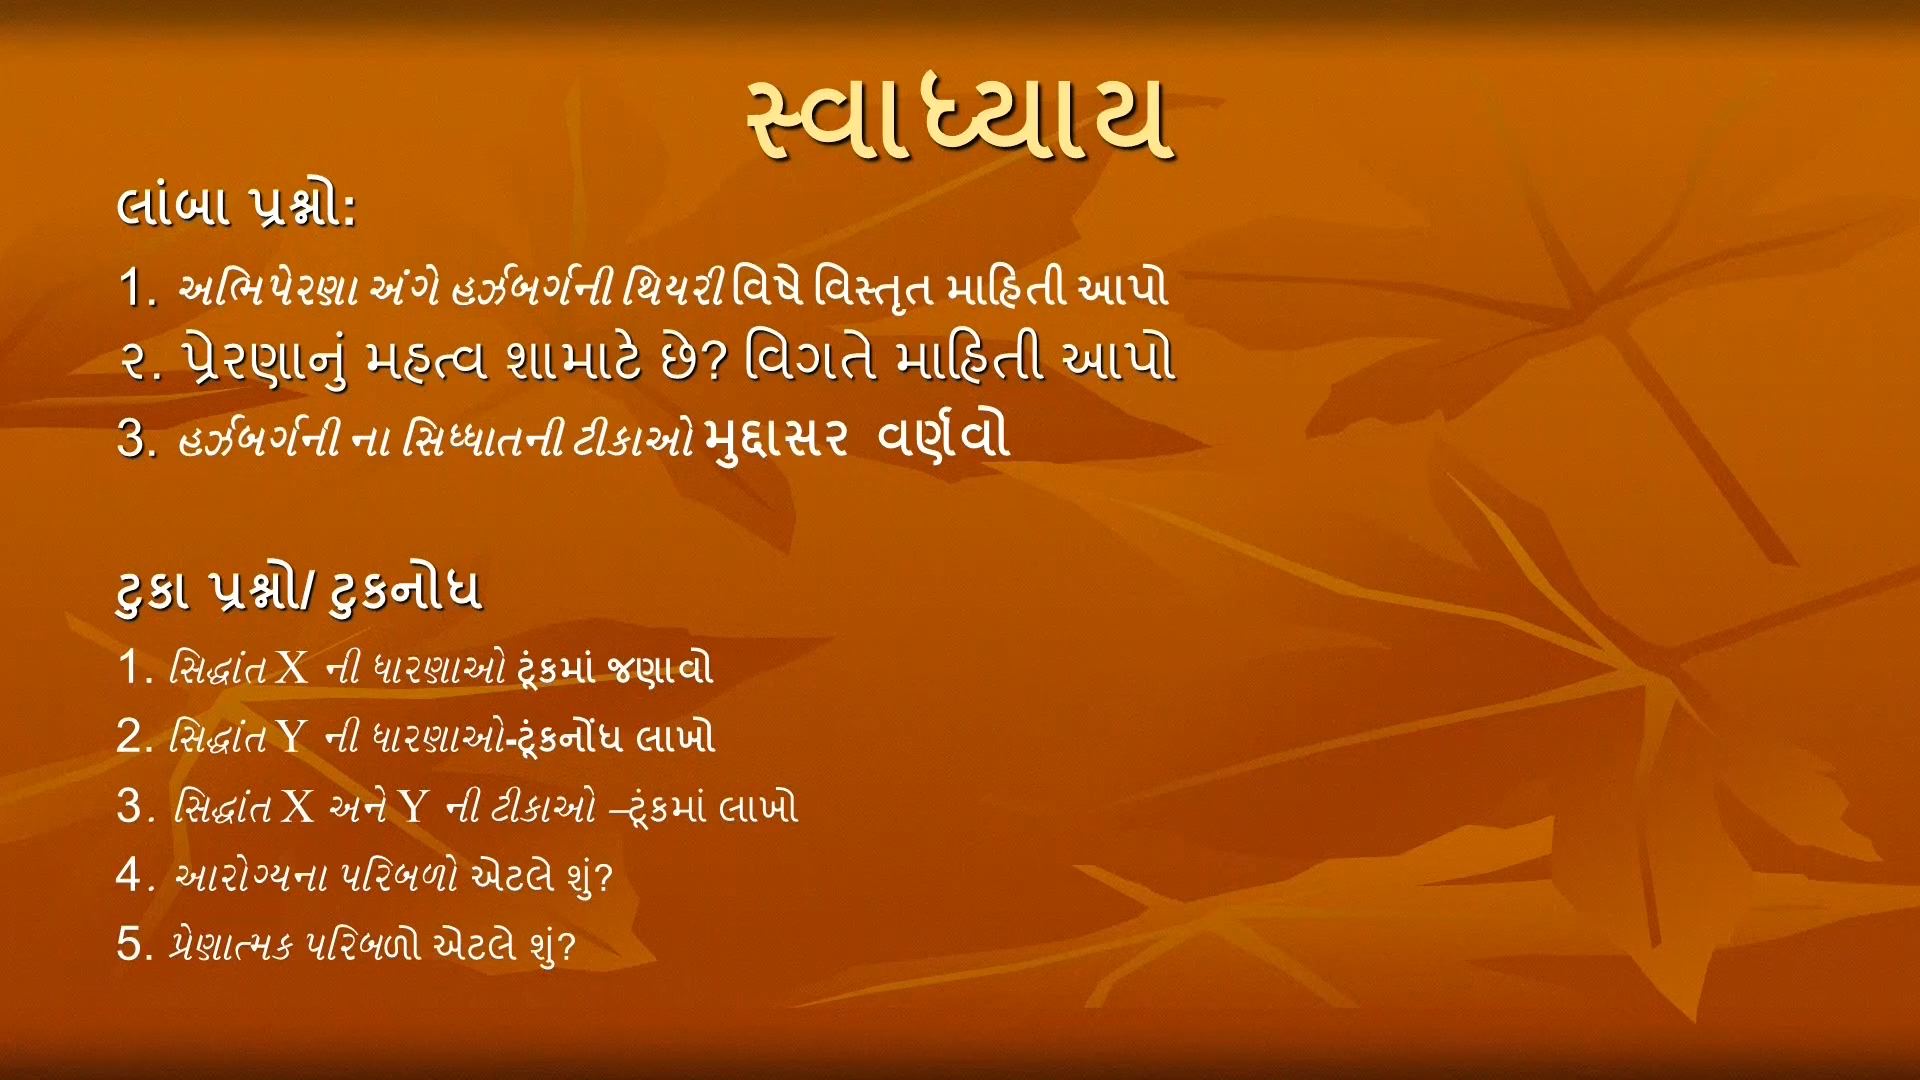 સ્વાધ્યાય
લાંબા પ્રશ્નો:
1. અભિપેરણા અંગે હર્ઝબર્ગની થિયરી વિષે વિસ્તૃત માહિતી આપો
૨. પ્રેરણાનું મહત્વ શામાટે છે? વિગતે માહિતી આપો
3. હર્ઝબર્ગની ના સિધ્ધાતની ટીકાઓ મુદ્દાસર વર્ણવો
ટુકા પ્રશ્નો/ ટુકનોધ
1. સિદ્ધાંત X ની ધારણાઓ ટૂંકમાં જણાવો
2. સિદ્ધાંત Y ની ધારણાઓ-ટૂંકનોંધ લાખો
3. સિદ્ધાંત X અને Y ની ટીકાઓ –ટૂંકમાં લાખો
4. આરોગ્યના પરિબળો એટલે શું?
5. પ્રેણાત્મક પરિબળો એટલે શું?